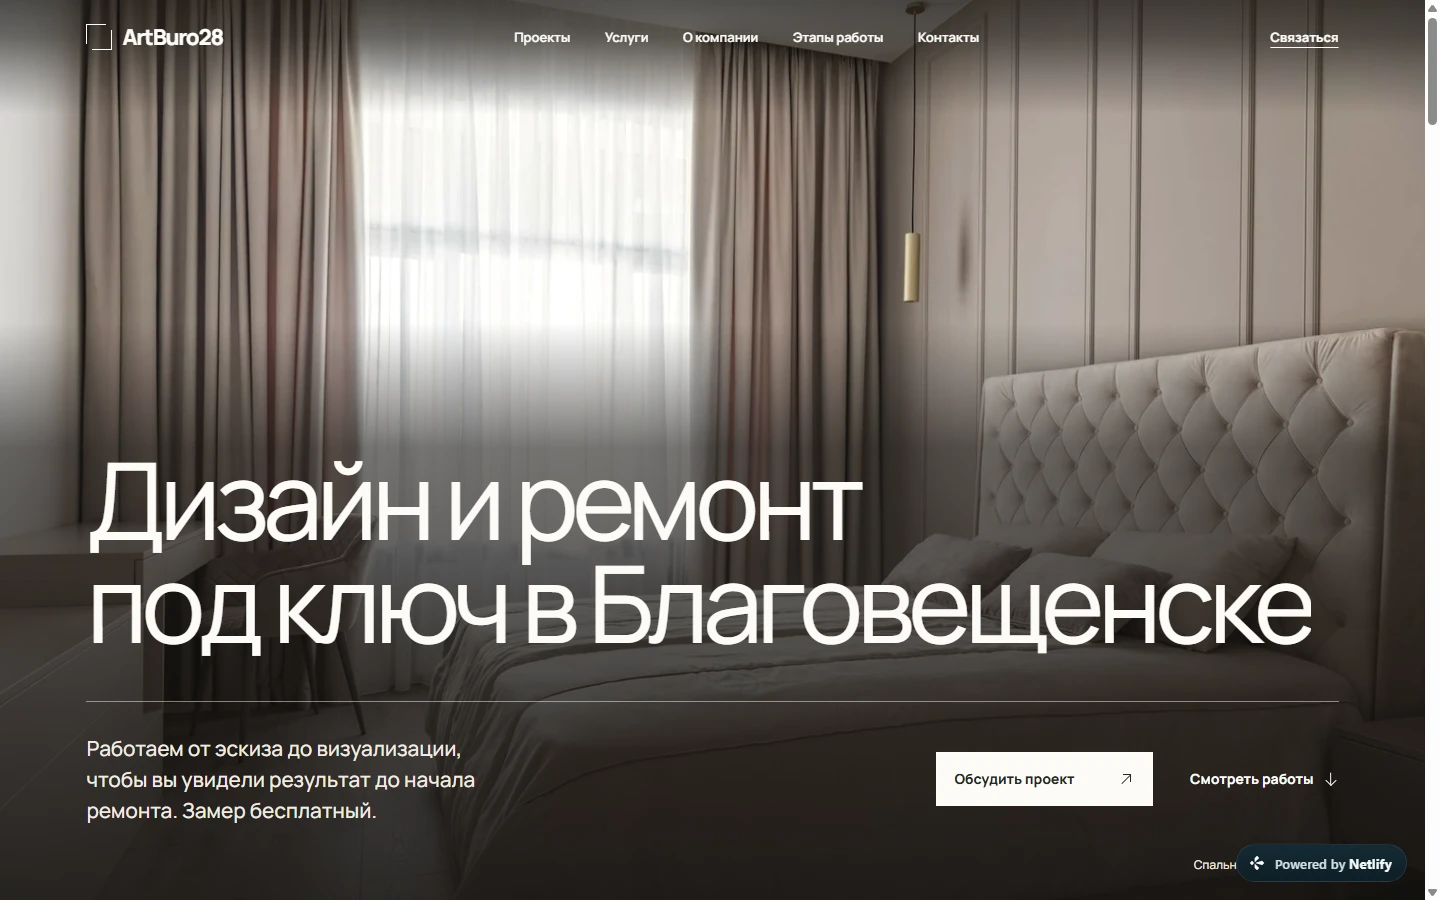 ArtBuro28
Проекты
Услуги
О компании
Этапы работы
Контакты
Связаться
Дизайн и ремонт
под ключ в Благовещенске
Работаем от эскиза до визуализации,
чтобы вы увидели результат до начала
ремонта. Замер бесплатный.
Обсудить проект
Смотреть работы
Powered by Netlify